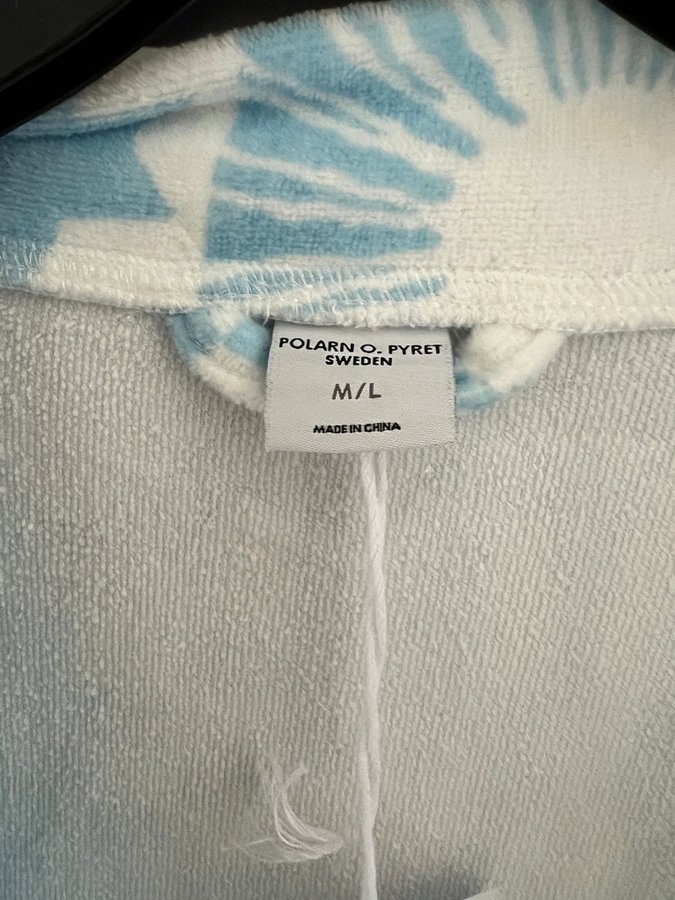 POLARN O. PYRET
SWEDEN
M/L
MADE IN CHINA